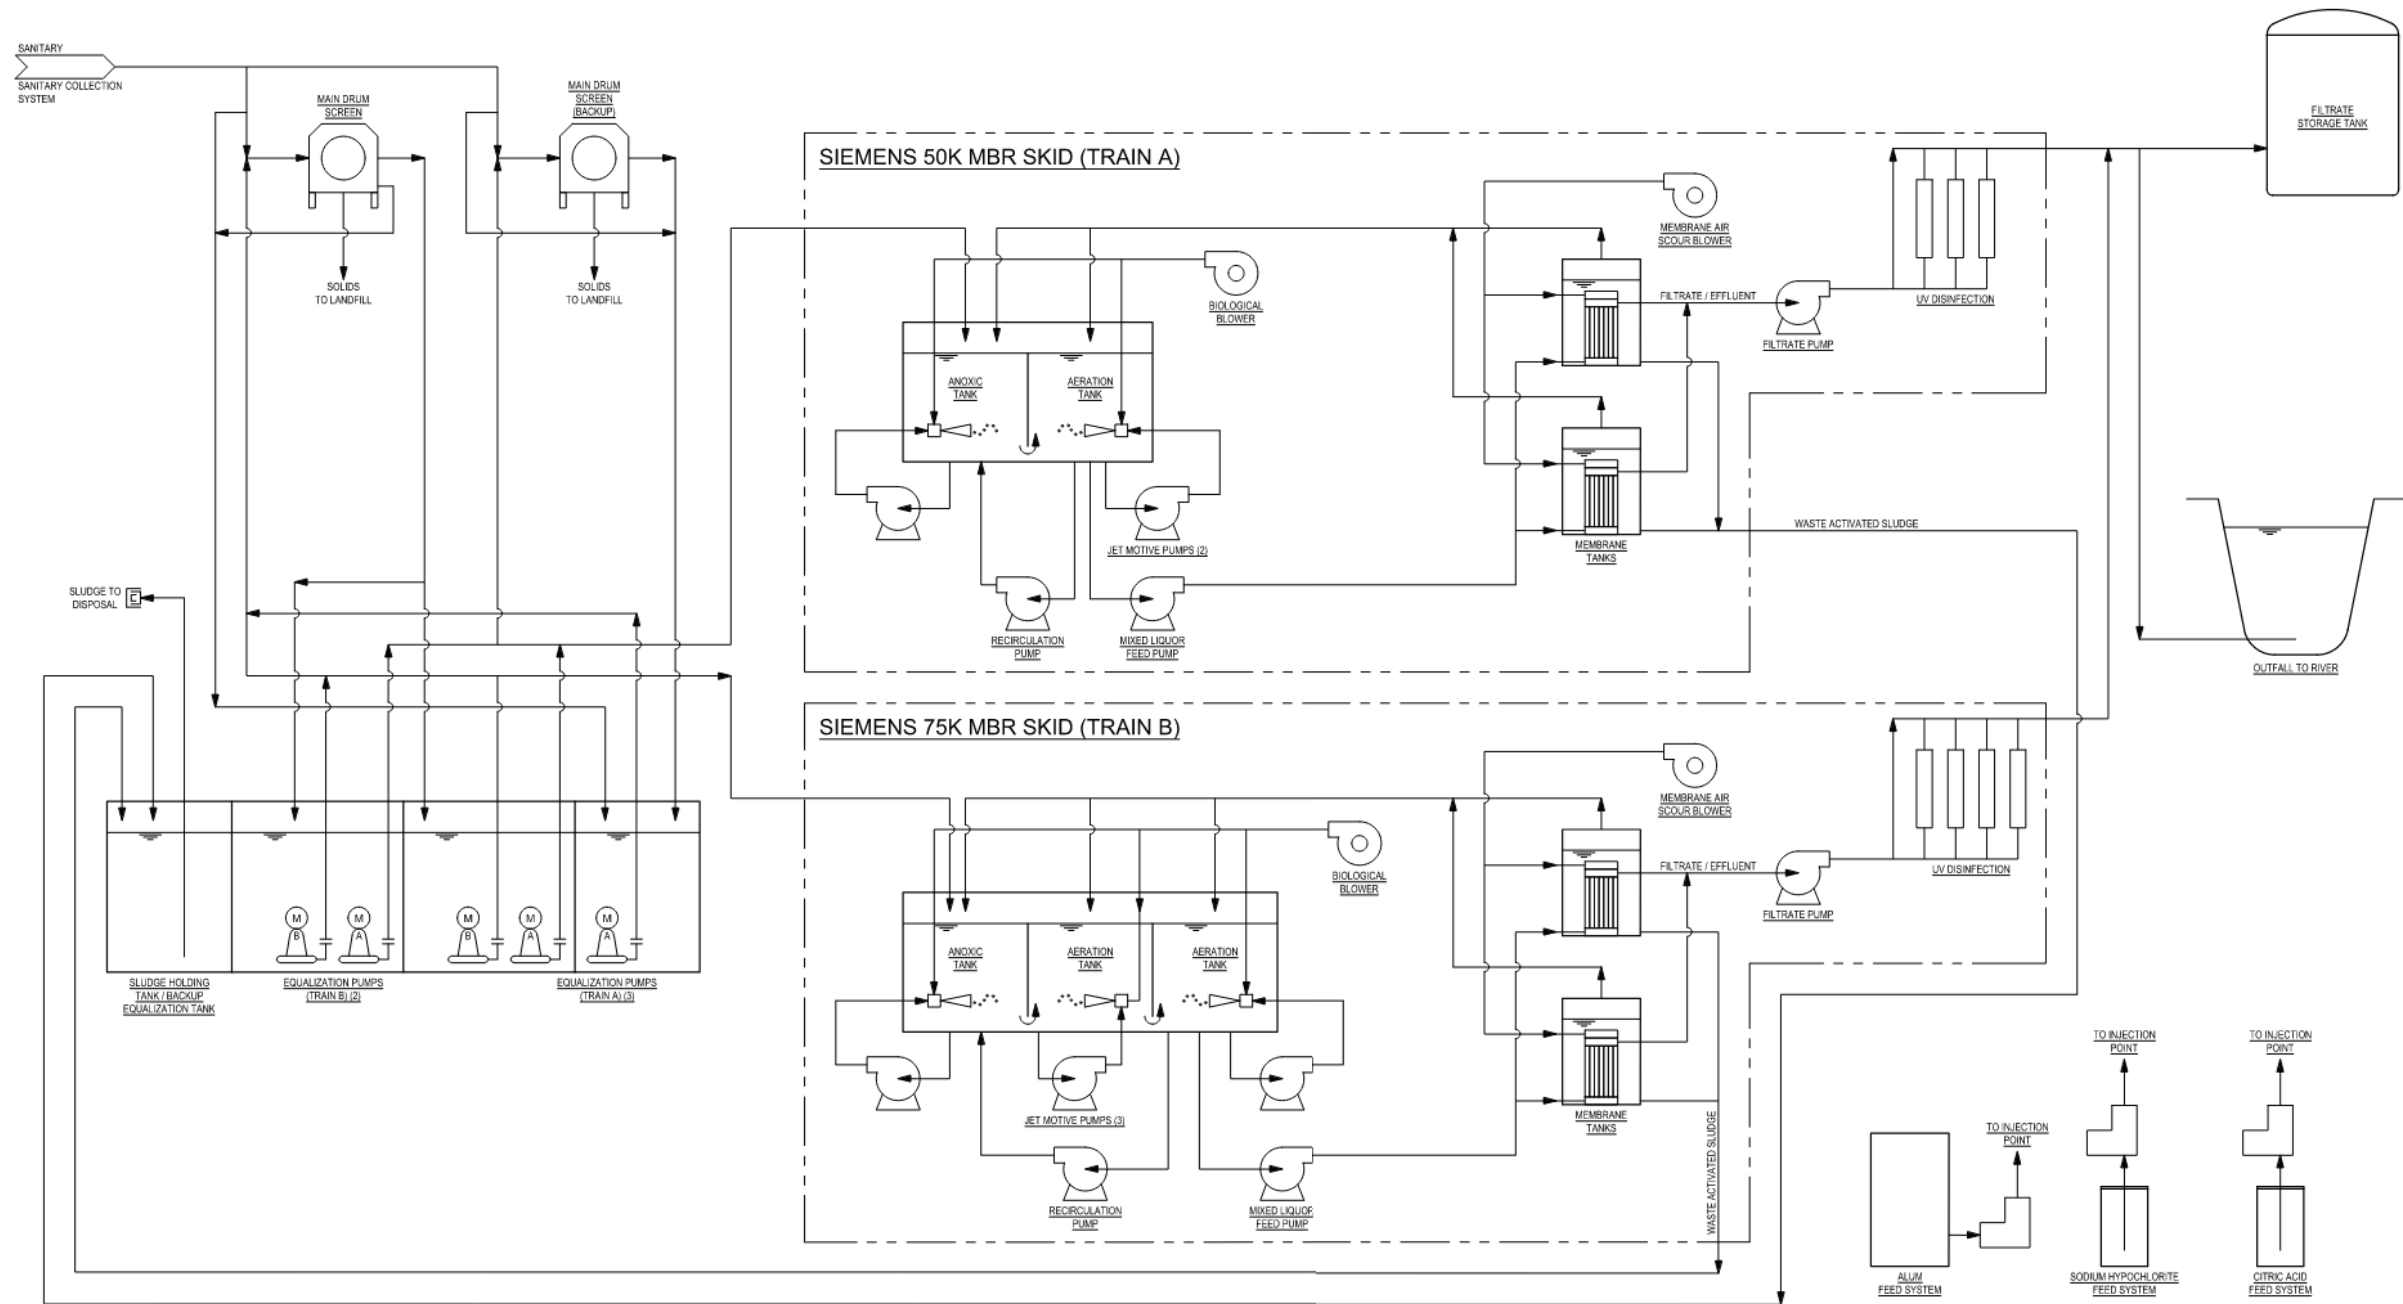 SANITARY
SANITARY COLLECTION
SYSTEM
MAIN DRUM
SCREEN
MAIN DRUM
SCREEN
(BACKUP)
SOLIDS
TO LANDFILL
SOLIDS
TO LANDFILL
FILTRATE
STORAGE TANK
SIEMENS 50K MBR SKID (TRAIN A)
MEMBRANE AIR
SCOUR BLOWER
BIOLOGICAL
BLOWER
FILTRATE / EFFLUENT
UV DISINFECTION
FILTRATE PUMP
ANOXIC
TANK
AERATION
TANK
WASTE ACTIVATED SLUDGE
JET MOTIVE PUMPS (2)
MEMBRANE
TANKS
RECIRCULATION
PUMP
MIXED LIQUOR
FEED PUMP
OUTFALL TO RIVER
SLUDGE TO
DISPOSAL
E
SIEMENS 75K MBR SKID (TRAIN B)
MEMBRANE AIR
SCOUR BLOWER
BIOLOGICAL
BLOWER
FILTRATE / EFFLUENT
UV DISINFECTION
FILTRATE PUMP
M
B
M
A
M
B
M
A
M
A
ANOXIC
TANK
AERATION
TANK
AERATION
TANK
SLUDGE HOLDING
TANK / BACKUP
EQUALIZATION TANK
EQUALIZATION PUMPS
(TRAIN B) (2)
EQUALIZATION PUMPS
(TRAIN A) (3)
JET MOTIVE PUMPS (3)
MEMBRANE
TANKS
RECIRCULATION
PUMP
MIXED LIQUOR
FEED PUMP
WASTE ACTIVATED SLUDGE
TO INJECTION
POINT
TO INJECTION
POINT
TO INJECTION
POINT
ALUM
FEED SYSTEM
SODIUM HYPOCHLORITE
FEED SYSTEM
CITRIC ACID
FEED SYSTEM